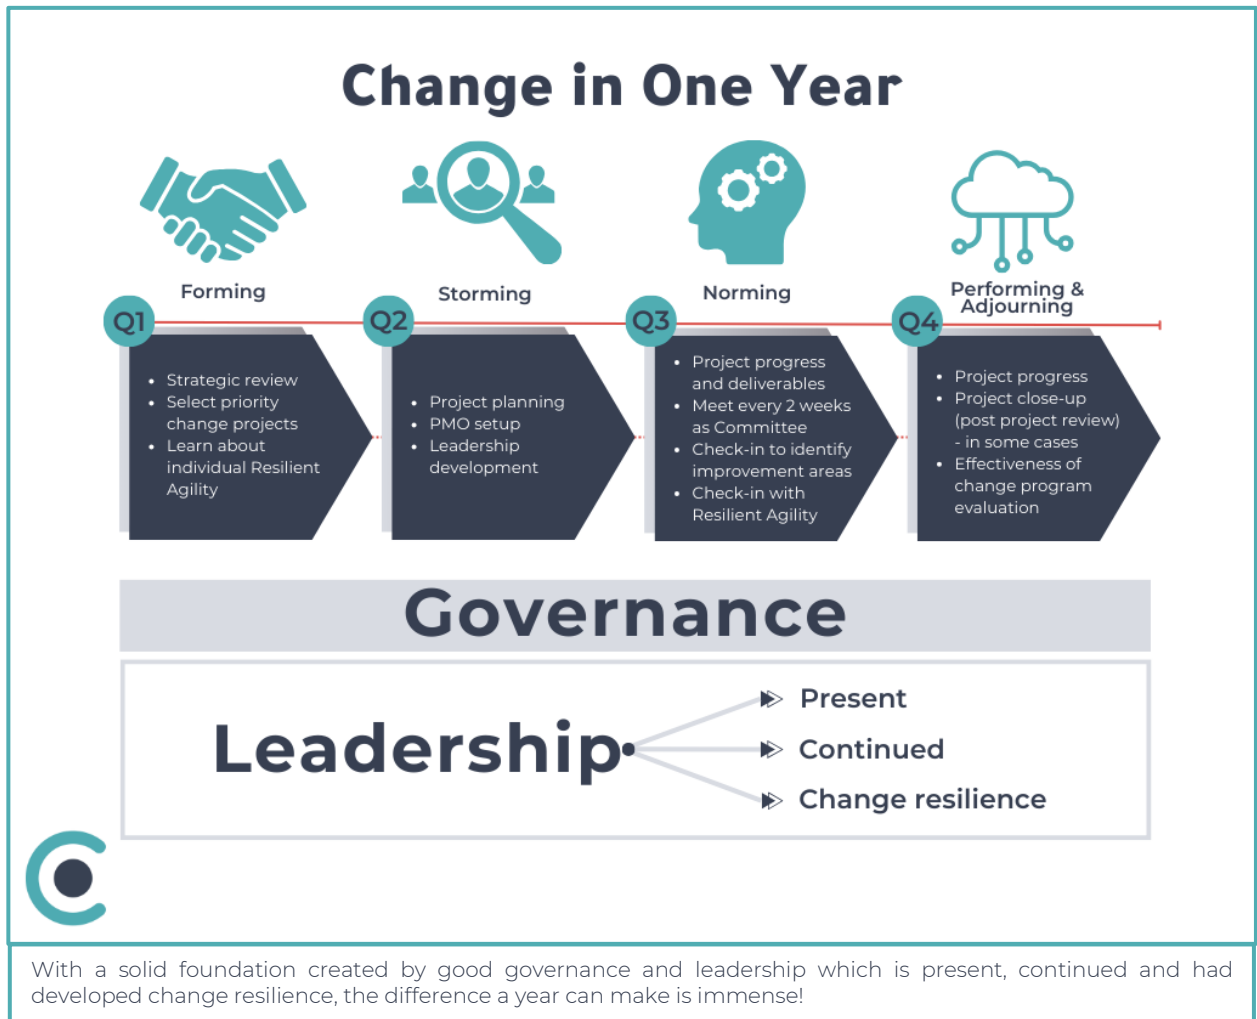 Change in One Year
Forming
Storming
Norming
Performing &
Adjourning
Q1
Q2
Q3
Q4
• Strategic review
• Select priority
change projects
• Learn about
individual Resilient
Agility
• Project planning
• PMO setup
• Leadership
development
• Project progress
and deliverables
• Meet every 2 weeks
as Committee
• Check-in to identify
improvement areas
• Check-in with
Resilient Agility
• Project progress
• Project close-up
(post project review)
- in some cases
• Effectiveness of
change program
evaluation
Governance
Leadership
Present
Continued
Change resilience
With a solid foundation created by good governance and leadership which is present, continued and had
developed change resilience, the difference a year can make is immense!